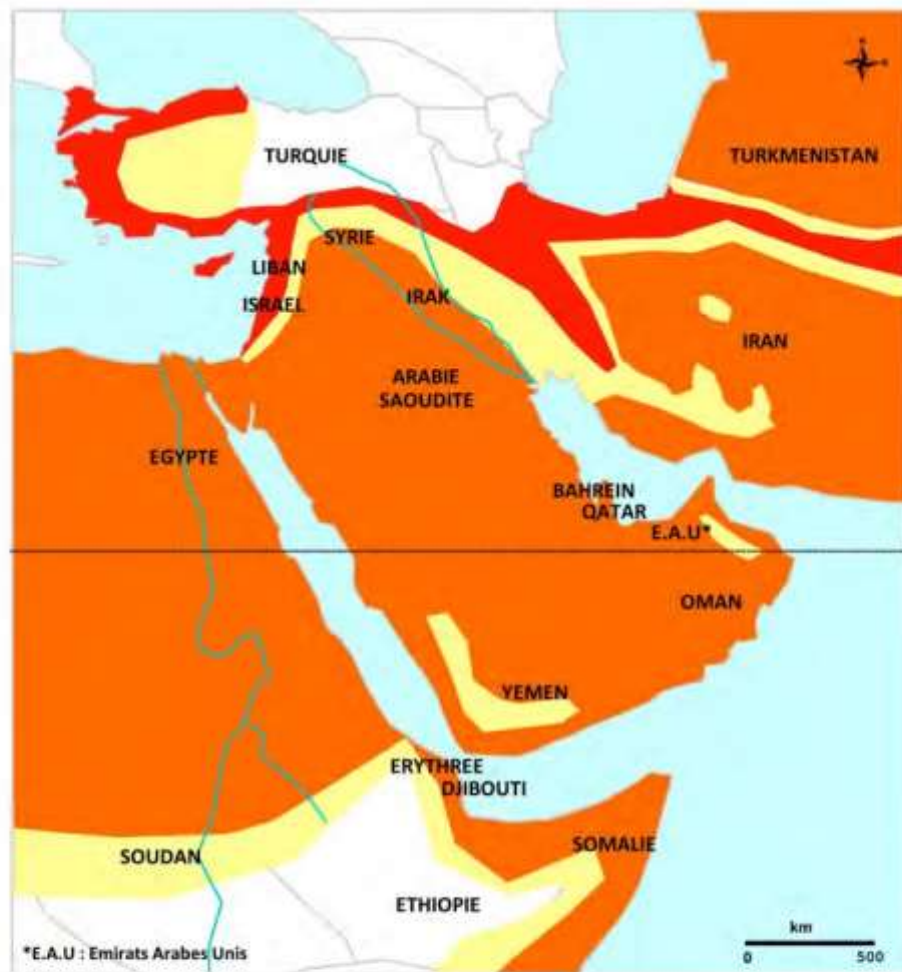 TURQUIE
TURKMENISTAN
SYRIE
LIBAN
ISRAEL
IRAK
IRAN
ARABIE
SAOUDITE
EGYPTE
BAHREIN
QATAR
E.A.U*
OMAN
YEMEN
ERYTHREE
DJIBOUTI
SOMALIE
SOUDAN
ETHIOPIE
km
*E.A.U : Emirats Arabes Unis
0 500